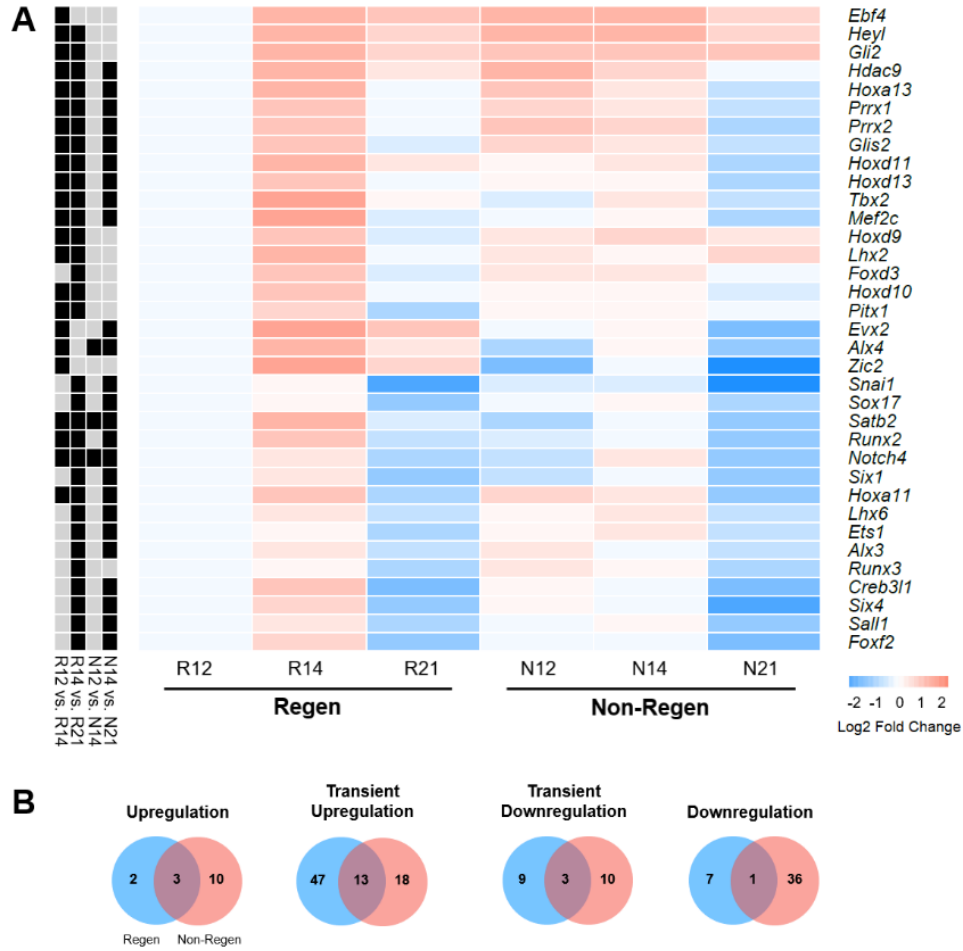 A
Ebf4
Heyl
Gli2
Hdac9
Hoxa13
Prrx1
Prrx2
Glis2
Hoxd11
Hoxd13
Tbx2
Mef2c
Hoxd9
Lhx2
Foxd3
Hoxd10
Pitx1
Evx2
Alx4
Zic2
Snai1
Sox17
Satb2
Runx2
Notch4
Six1
Hoxa11
Lhx6
Ets1
Alx3
Runx3
Creb3l1
Six4
Sall1
Foxf2
R12 vs. R14
R14 vs. R21
N12 vs. N14
N14 vs. N21
R12 R14 R21 N12 N14 N21
Regen Non-Regen
-2 -1 0 1 2
Log2 Fold Change
B
Upregulation
2 3 10
Regen Non-Regen
Transient
Upregulation
47 13 18
Transient
Downregulation
9 3 10
Downregulation
7 1 36